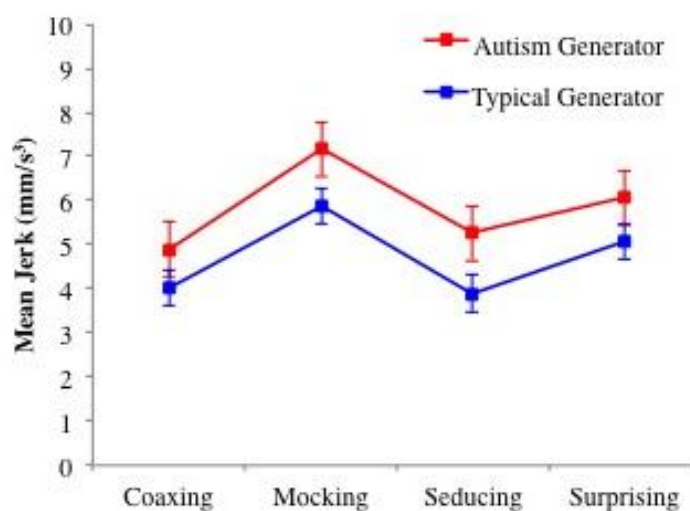 10
9
8
7
6
5
4
3
2
1
0
Mean Jerk (mm/s³)
Autism Generator
Typical Generator
Coaxing Mocking Seducing Surprising